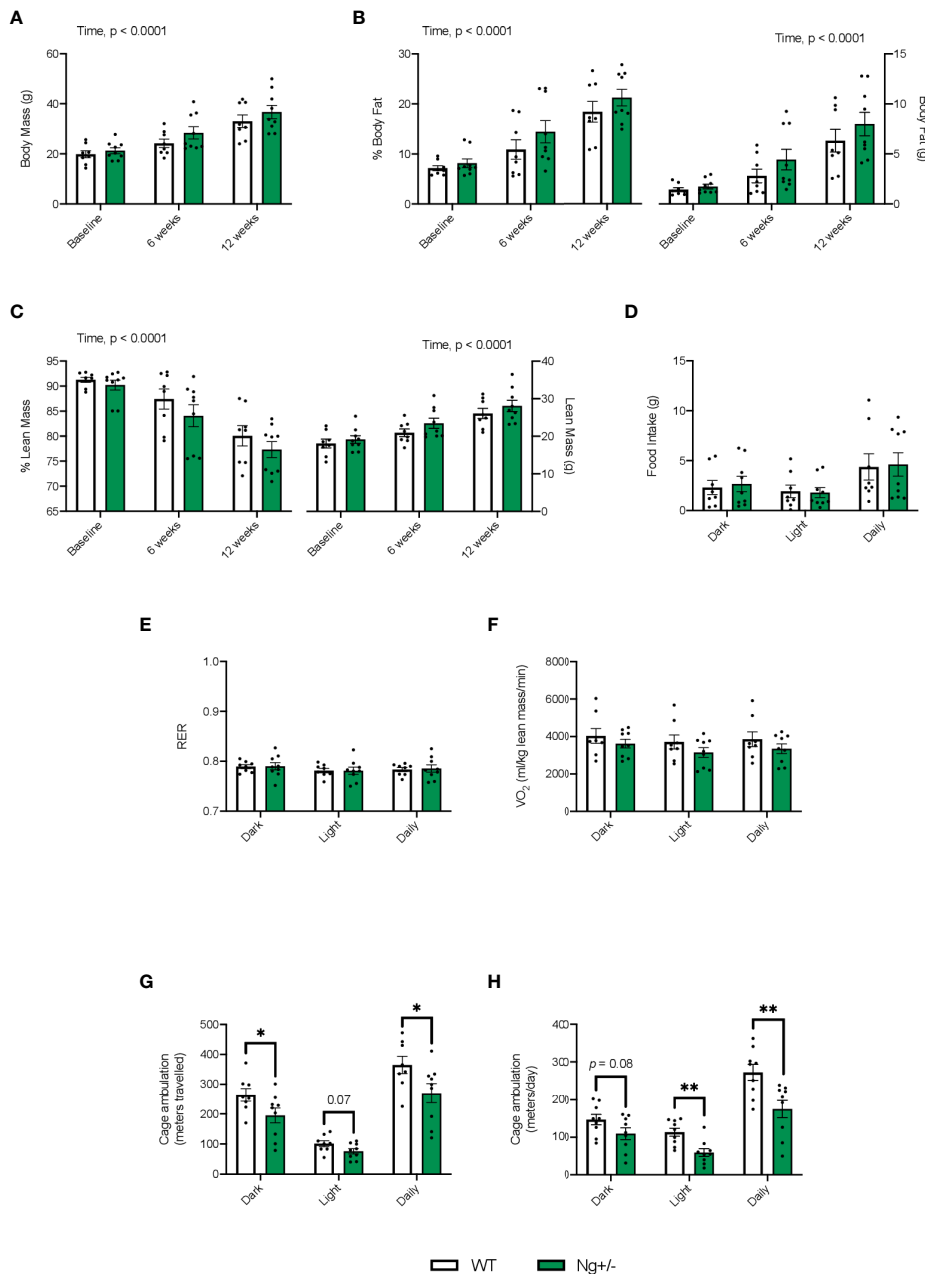 A
Time, p < 0.0001
Body Mass (g)
60
40
20
0
Baseline
6 weeks
12 weeks
B
Time, p < 0.0001
% Body Fat
30
20
10
0
Baseline
6 weeks
12 weeks
Time, p < 0.0001
15
10
5
0
Body Fat (g)
Baseline
6 weeks
12 weeks
C
Time, p < 0.0001
% Lean Mass
95
90
85
80
75
70
65
Baseline
6 weeks
12 weeks
Time, p < 0.0001
40
30
20
10
0
Lean Mass (g)
Baseline
6 weeks
12 weeks
D
Food Intake (g)
15
10
5
0
Dark
Light
Daily
E
RER
1.0
0.9
0.8
0.7
Dark
Light
Daily
F
VO2 (ml/kg lean mass/min)
8000
6000
4000
2000
0
Dark
Light
Daily
G
Cage ambulation
(meters travelled)
500
400
300
200
100
0
*
0.07
*
Dark
Light
Daily
H
Cage ambulation
(meters/day)
400
300
200
100
0
p = 0.08
**
**
Dark
Light
Daily
WT
Ng+/-